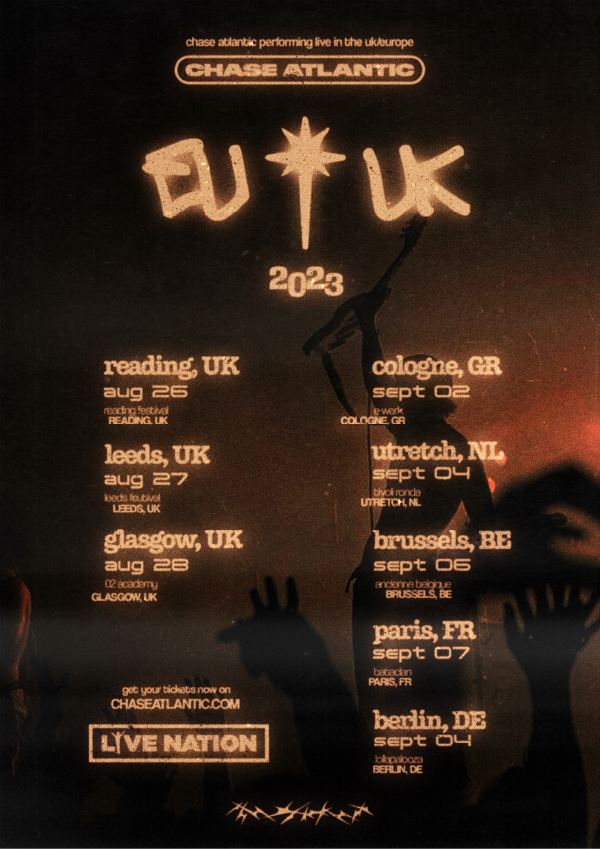 chase atlantic performing live in the uk/europe
CHASE ATLANTIC
EU UK
2023
reading, UK
aug 26
reading festival
READING, UK
leeds, UK
aug 27
leeds festival
LEEDS, UK
glasgow, UK
aug 28
02 academy
GLASGOW, UK
get your tickets now on
CHASEATLANTIC.COM
LIVE NATION
cologne, GR
sept 02
e-werk
COLOGNE, GR
utretch, NL
sept 04
tivoli ronda
UTRETCH, NL
brussels, BE
sept 06
ancienne belgique
BRUSSELS, BE
paris, FR
sept 07
bataclan
PARIS, FR
berlin, DE
sept 04
lollapalooza
BERLIN, DE